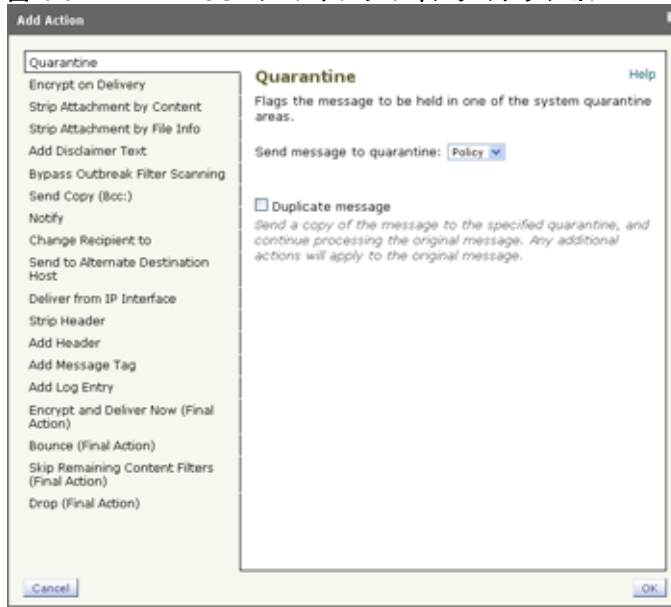 Add Action
Quarantine
Encrypt on Delivery
Strip Attachment by Content
Strip Attachment by File Info
Add Disclaimer Text
Bypass Outbreak Filter Scanning
Send Copy (Bcc:)
Notify
Change Recipient to
Send to Alternate Destination
Host
Deliver from IP Interface
Strip Header
Add Header
Add Message Tag
Add Log Entry
Encrypt and Deliver Now (Final
Action)
Bounce (Final Action)
Skip Remaining Content Filters
(Final Action)
Drop (Final Action)
Quarantine
Help
Flags the message to be held in one of the system quarantine
areas.
Send message to quarantine: Policy
Duplicate message
Send a copy of the message to the specified quarantine, and
continue processing the original message. Any additional
actions will apply to the original message.
Cancel
OK